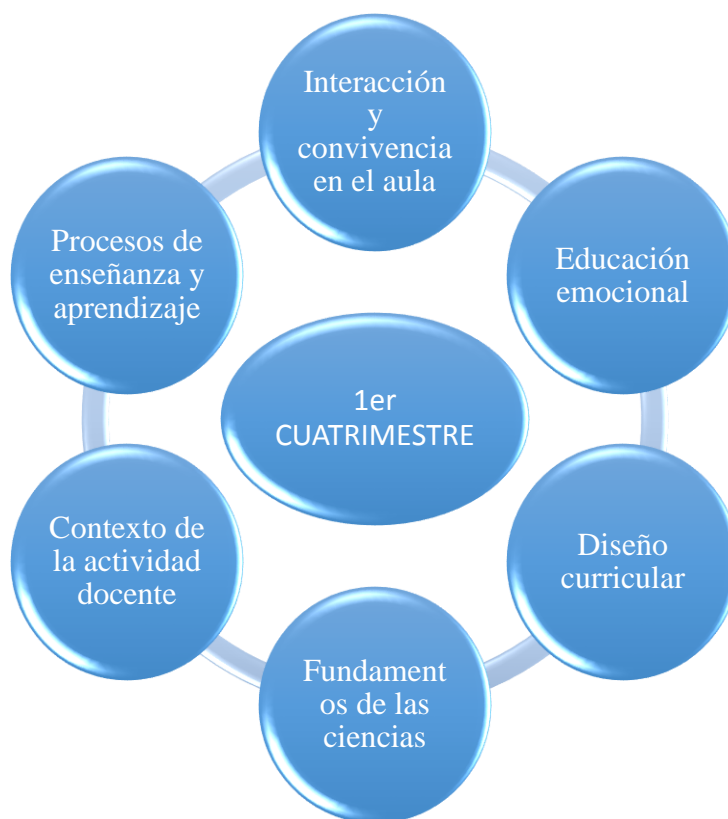 Interacción
y
convivencia
en el aula
Educación
emocional
Diseño
curricular
Fundament
os de las
ciencias
Contexto de
la actividad
docente
Procesos de
enseñanza y
aprendizaje
1er
CUATRIMESTRE